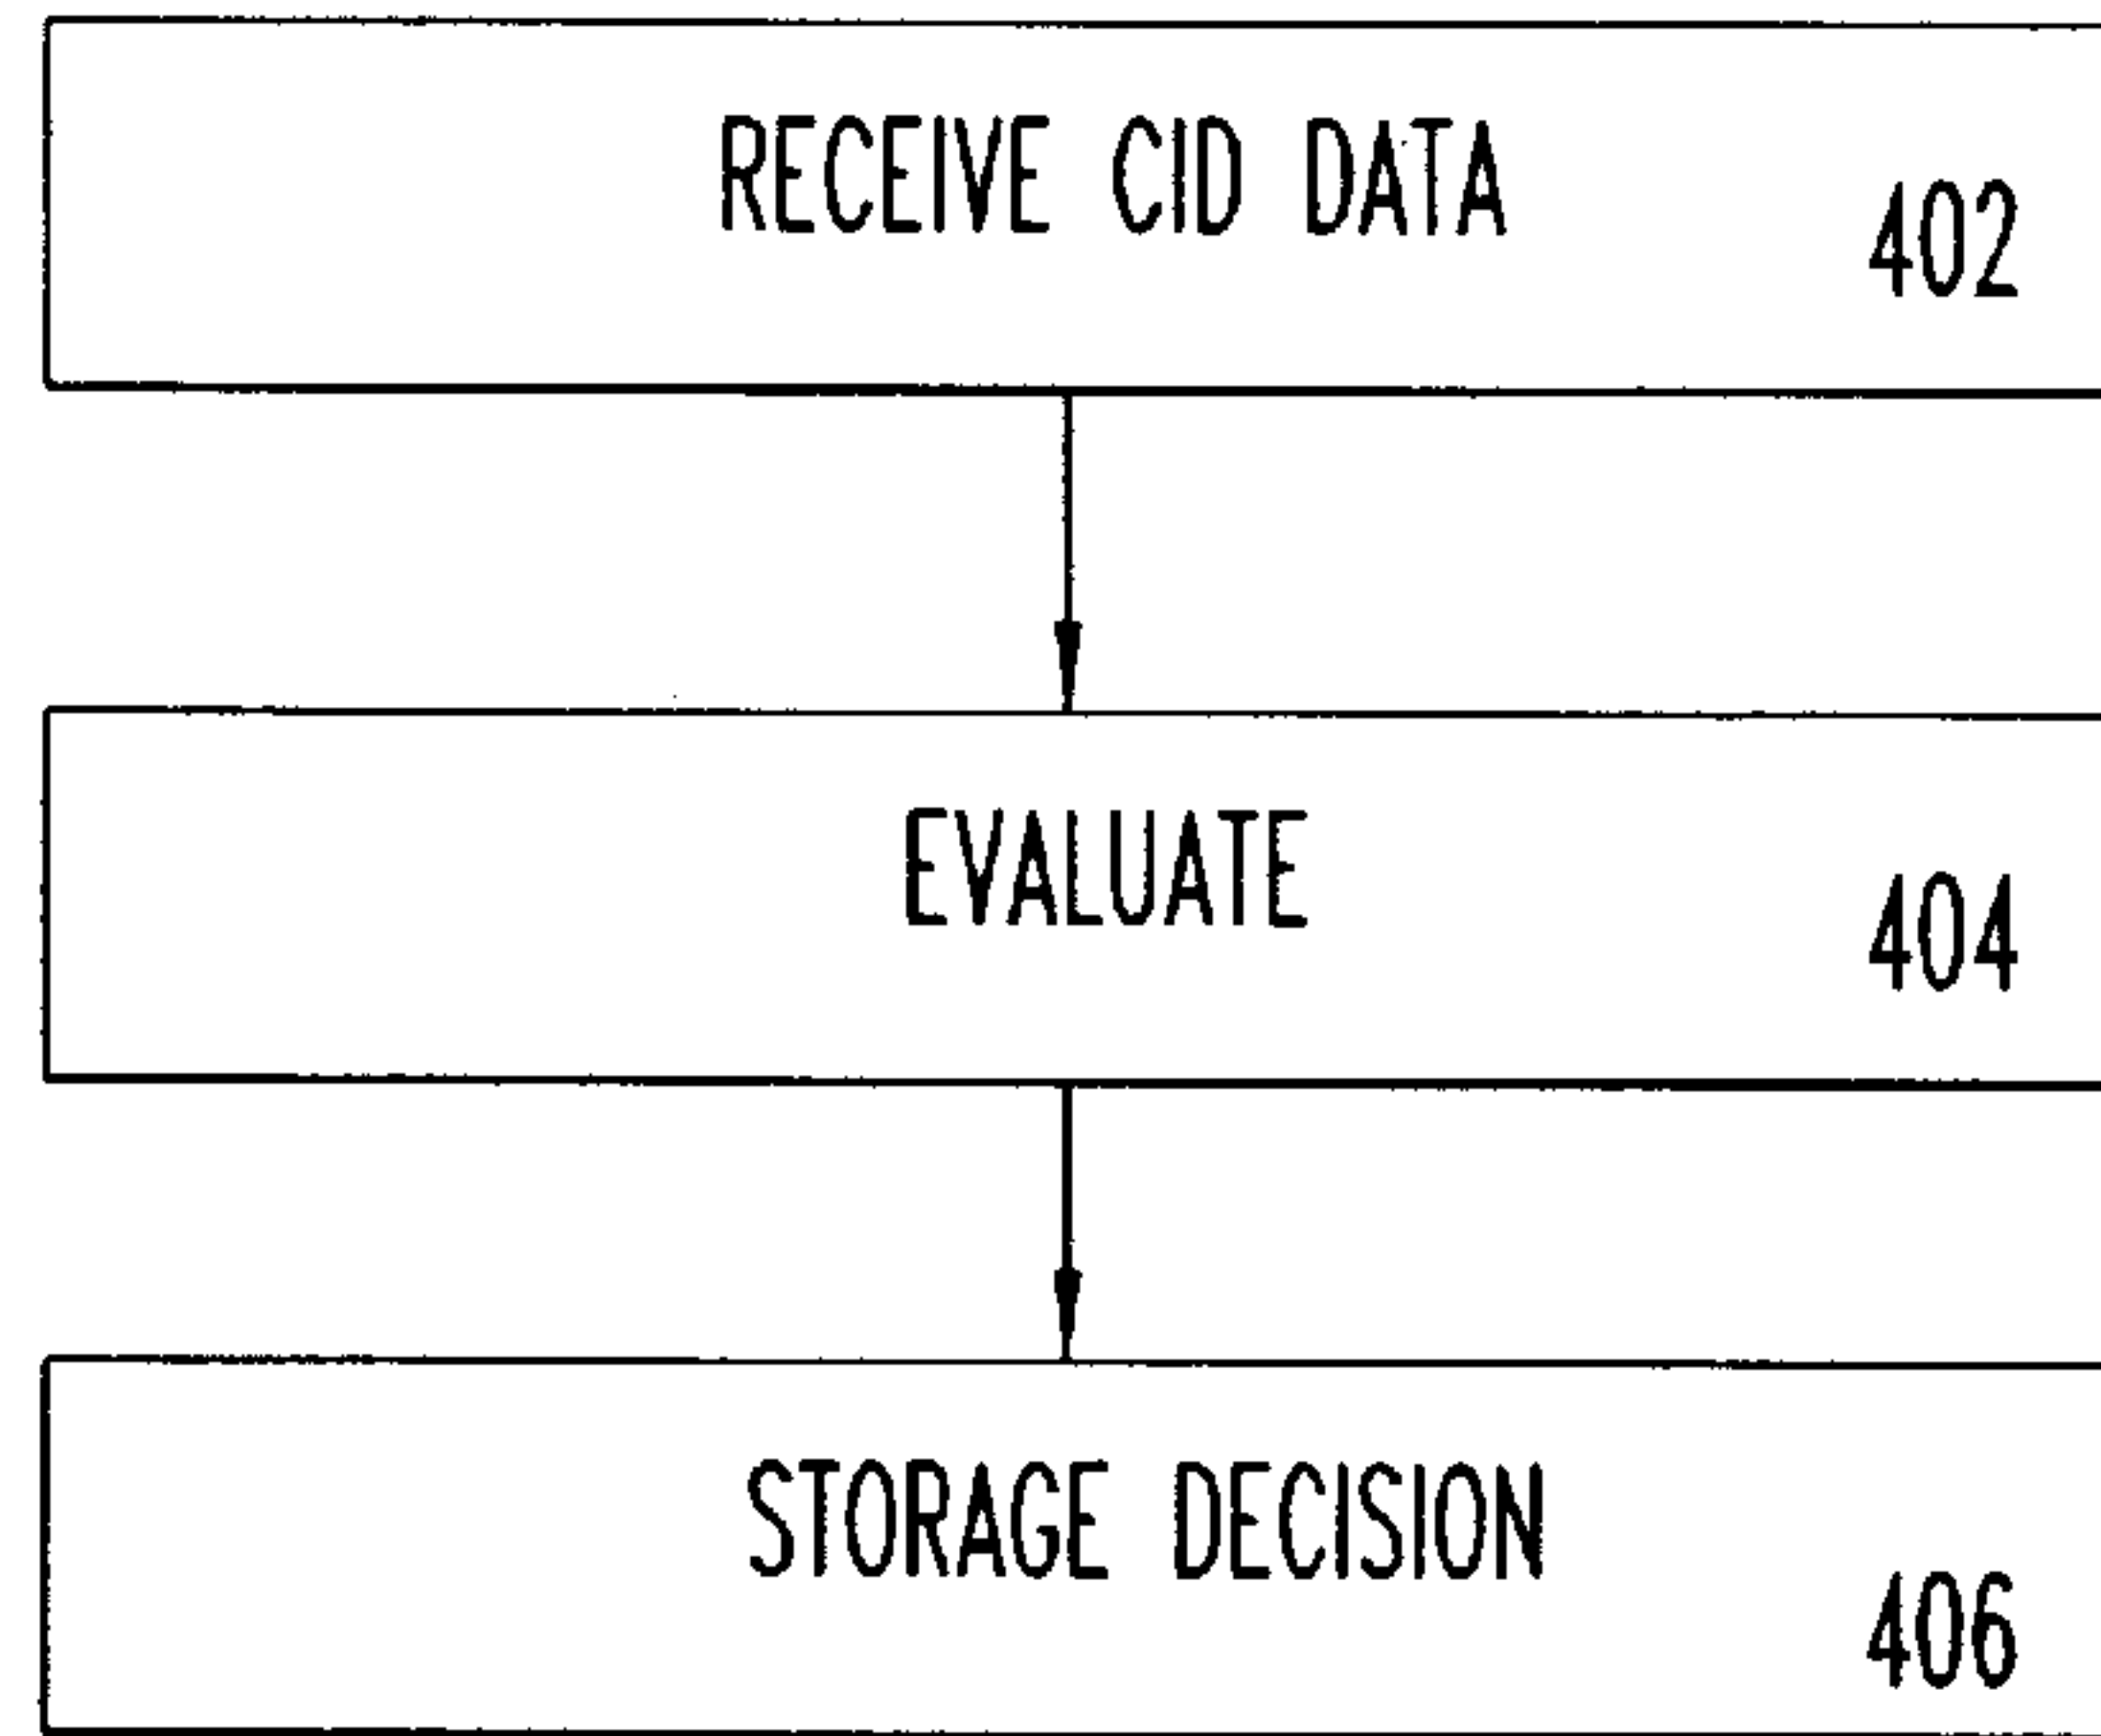 RECEIVE CID DATA
402
EVALUATE
404
STORAGE DECISION
406